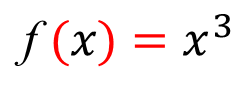 f(x) = x³